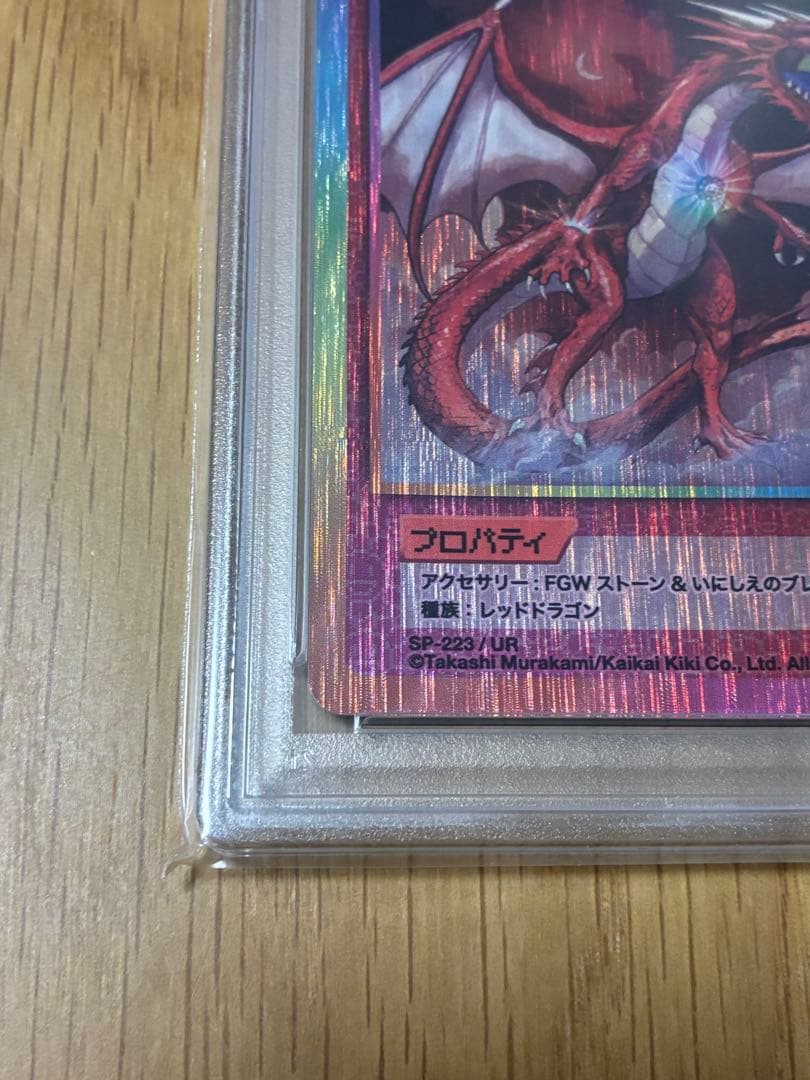 プロパティ
アクセサリー : FGW ストーン & いにしえのブレ
種族 : レッドドラゴン
SP-223 / UR
©Takashi Murakami/Kaikai Kiki Co., Ltd. All